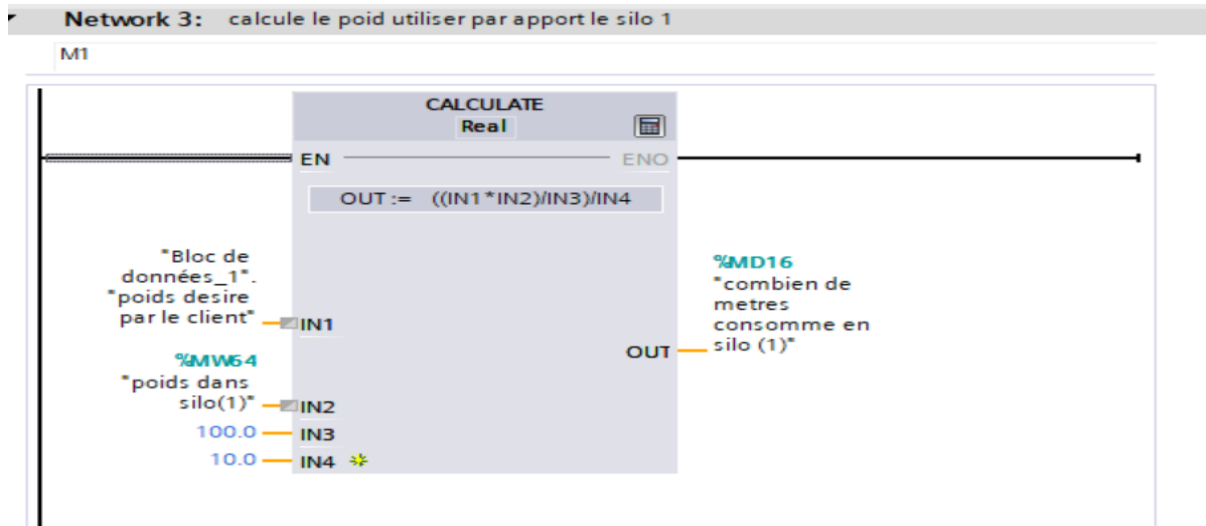 Network 3: calcule le poid utiliser par apport le silo 1
M1
CALCULATE
Real
EN
ENO
OUT := ((IN1*IN2)/IN3)/IN4
"Bloc de
données_1".
"poids desire
par le client"
IN1
%MW64
"poids dans
silo(1)"
IN2
100.0
IN3
10.0
IN4
%MD16
"combien de
metres
consomme en
silo (1)"
OUT